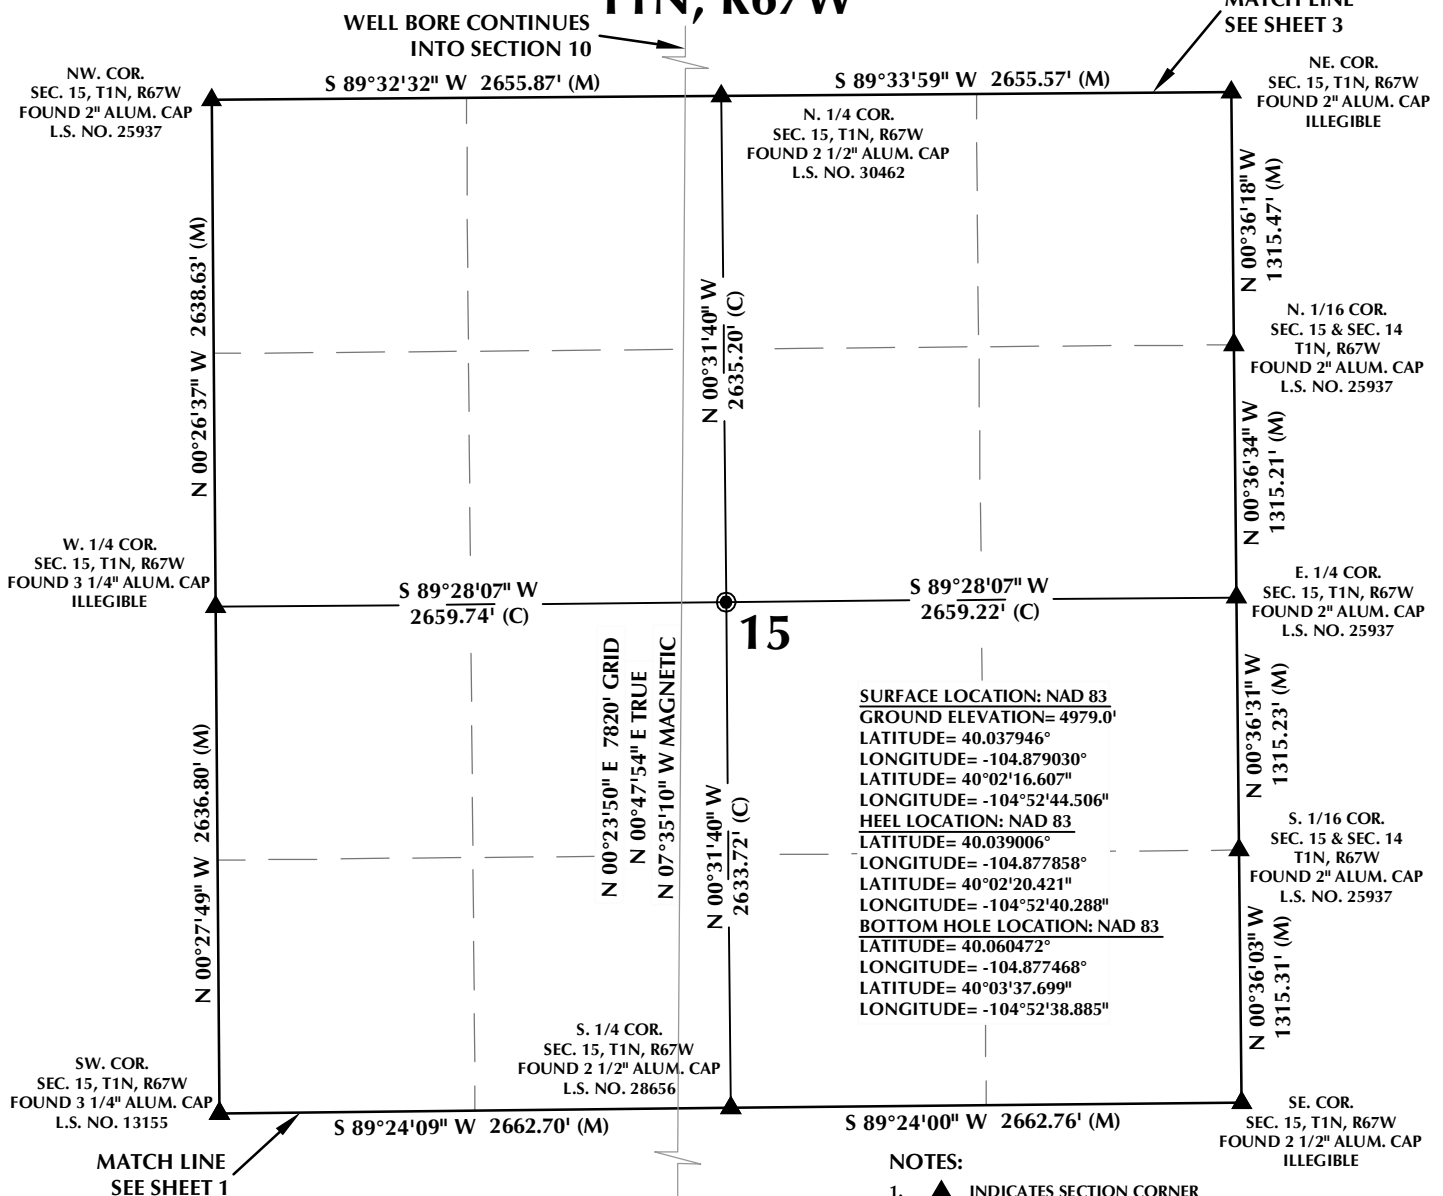 T1N, R67W
WELL BORE CONTINUES
INTO SECTION 10
MATCH LINE
SEE SHEET 3
NW. COR.
SEC. 15, T1N, R67W
FOUND 2" ALUM. CAP
L.S. NO. 25937
S 89°32'32" W 2655.87' (M)
S 89°33'59" W 2655.57' (M)
NE. COR.
SEC. 15, T1N, R67W
FOUND 2" ALUM. CAP
ILLEGIBLE
N. 1/4 COR.
SEC. 15, T1N, R67W
FOUND 2 1/2" ALUM. CAP
L.S. NO. 30462
N 00°36'18" W
1315.47' (M)
N 00°26'37" W 2638.63' (M)
N 00°31'40" W
2635.20' (C)
N. 1/16 COR.
SEC. 15 & SEC. 14
T1N, R67W
FOUND 2" ALUM. CAP
L.S. NO. 25937
N 00°36'34" W
1315.21' (M)
W. 1/4 COR.
SEC. 15, T1N, R67W
FOUND 3 1/4" ALUM. CAP
ILLEGIBLE
S 89°28'07" W
2659.74' (C)
S 89°28'07" W
2659.22' (C)
E. 1/4 COR.
SEC. 15, T1N, R67W
FOUND 2" ALUM. CAP
L.S. NO. 25937
15
N 00°23'50" E 7820' GRID
N 00°47'54" E TRUE
N 07°35'10" W MAGNETIC
N 00°31'40" W
2633.72' (C)
SURFACE LOCATION: NAD 83
GROUND ELEVATION= 4979.0'
LATITUDE= 40.037946°
LONGITUDE= -104.879030°
LATITUDE= 40°02'16.607"
LONGITUDE= -104°52'44.506"
HEEL LOCATION: NAD 83
LATITUDE= 40.039006°
LONGITUDE= -104.877858°
LATITUDE= 40°02'20.421"
LONGITUDE= -104°52'40.288"
BOTTOM HOLE LOCATION: NAD 83
LATITUDE= 40.060472°
LONGITUDE= -104.877468°
LATITUDE= 40°03'37.699"
LONGITUDE= -104°52'38.885"
N 00°36'31" W
1315.23' (M)
N 00°27'49" W 2636.80' (M)
S. 1/16 COR.
SEC. 15 & SEC. 14
T1N, R67W
FOUND 2" ALUM. CAP
L.S. NO. 25937
N 00°36'03" W
1315.31' (M)
SW. COR.
SEC. 15, T1N, R67W
FOUND 3 1/4" ALUM. CAP
L.S. NO. 13155
S. 1/4 COR.
SEC. 15, T1N, R67W
FOUND 2 1/2" ALUM. CAP
L.S. NO. 28656
S 89°24'09" W 2662.70' (M)
S 89°24'00" W 2662.76' (M)
SE. COR.
SEC. 15, T1N, R67W
FOUND 2 1/2" ALUM. CAP
ILLEGIBLE
MATCH LINE
SEE SHEET 1
NOTES:
1. INDICATES SECTION CORNER